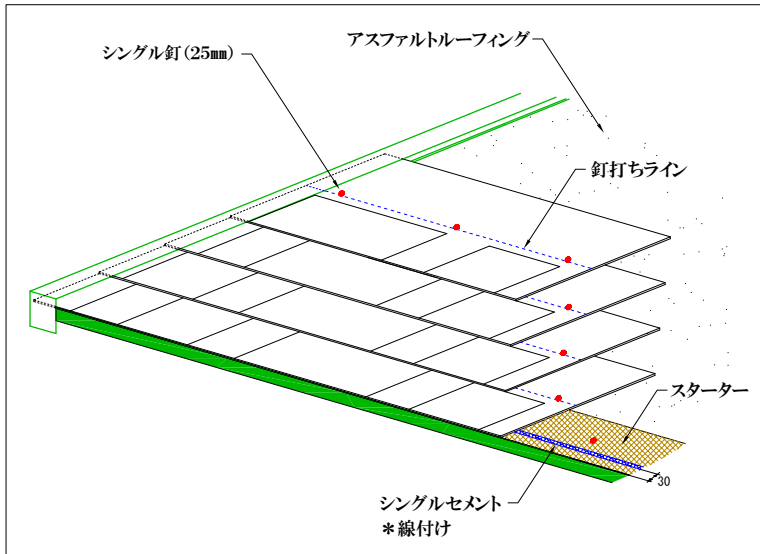 アスファルトルーフィング
シングル釘(25㎜)
釘打ちライン
スターター
30
シングルセメント
*線付け